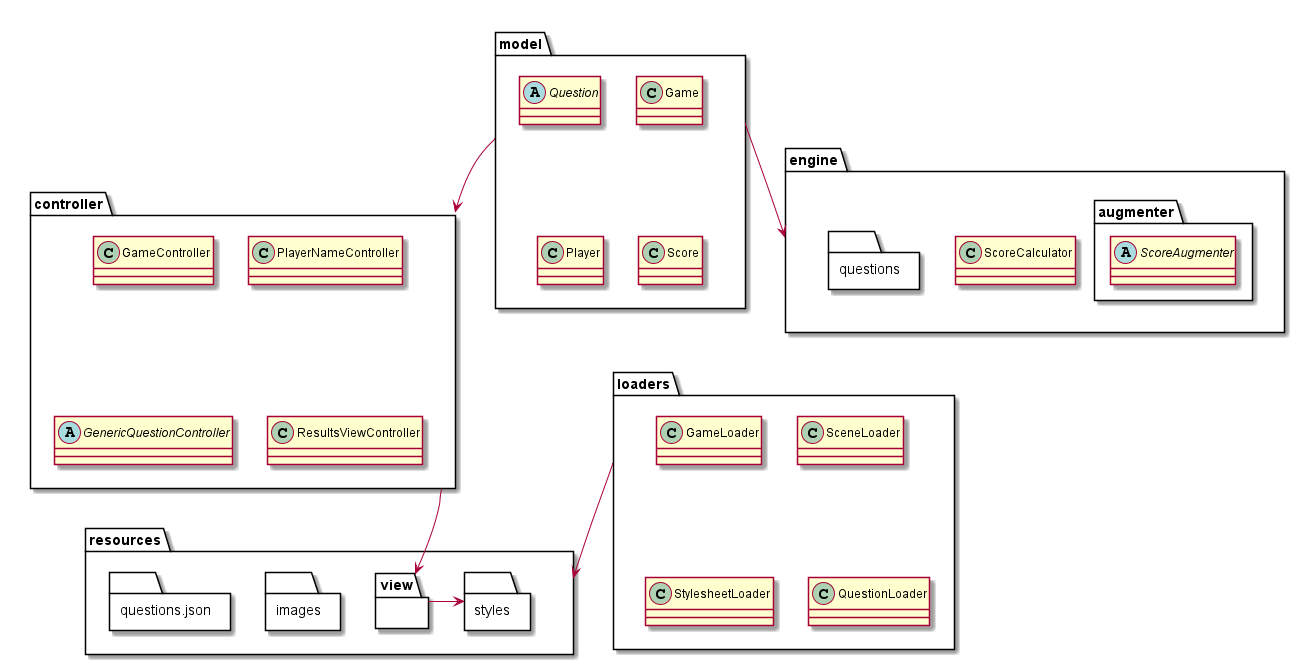 model
A Question
C Game
C Player
C Score
engine
questions
C ScoreCalculator
augmenter
A ScoreAugmenter
controller
C GameController
C PlayerNameController
A GenericQuestionController
C ResultsViewController
loaders
C GameLoader
C SceneLoader
C StylesheetLoader
C QuestionLoader
resources
questions.json
images
view
styles